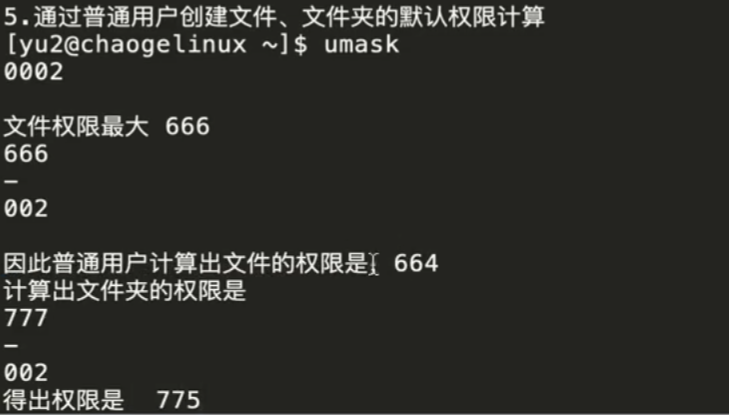 5.通过普通用户创建文件、文件夹的默认权限计算
[yu2@chaogelinux ~]$ umask
0002
文件权限最大 666
666
-
002
因此普通用户计算出文件的权限是, 664
计算出文件夹的权限是
777
-
002
得出权限是 775